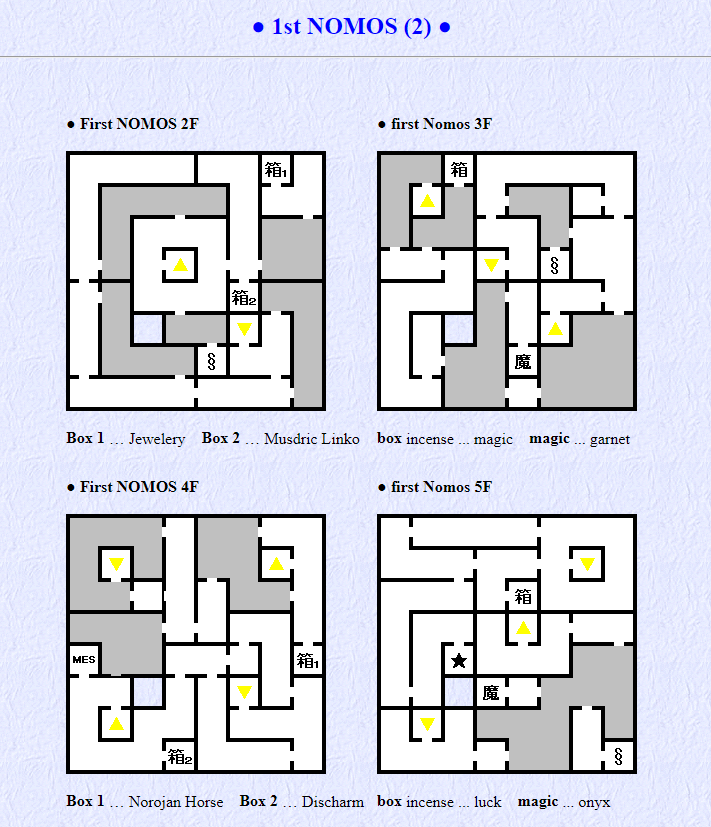 ● 1st NOMOS (2) ●
● First NOMOS 2F
● first Nomos 3F
箱1
箱2
§
箱
§
魔
Box 1 … Jewelery Box 2 … Musdric Linko
box incense ... magic magic ... garnet
● First NOMOS 4F
● first Nomos 5F
MES
箱1
箱2
箱
★
魔
§
Box 1 … Norojan Horse Box 2 … Discharm
box incense ... luck magic ... onyx